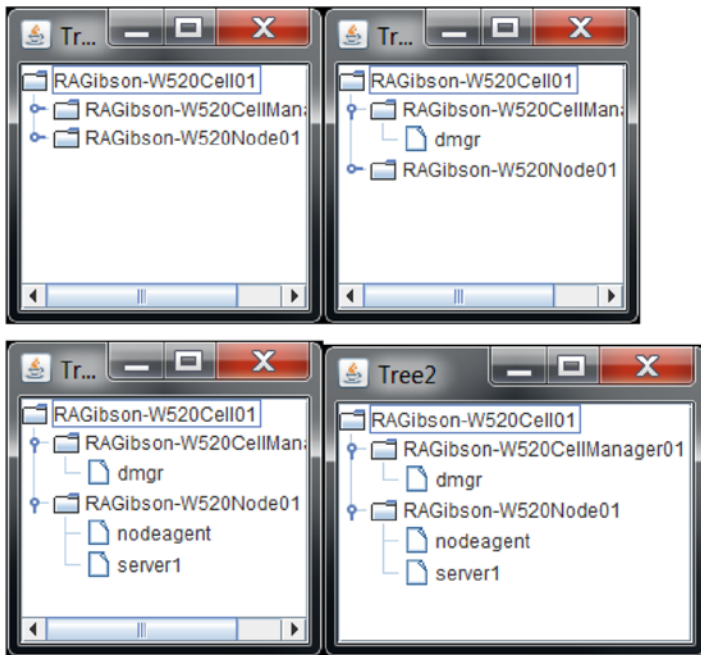 Tr...
RAGibson-W520Cell01
RAGibson-W520CellMana
RAGibson-W520Node01
Tr...
RAGibson-W520Cell01
RAGibson-W520CellMana
dmgr
RAGibson-W520Node01
Tr...
RAGibson-W520Cell01
RAGibson-W520CellMana
dmgr
RAGibson-W520Node01
nodeagent
server1
Tree2
RAGibson-W520Cell01
RAGibson-W520CellManager01
dmgr
RAGibson-W520Node01
nodeagent
server1